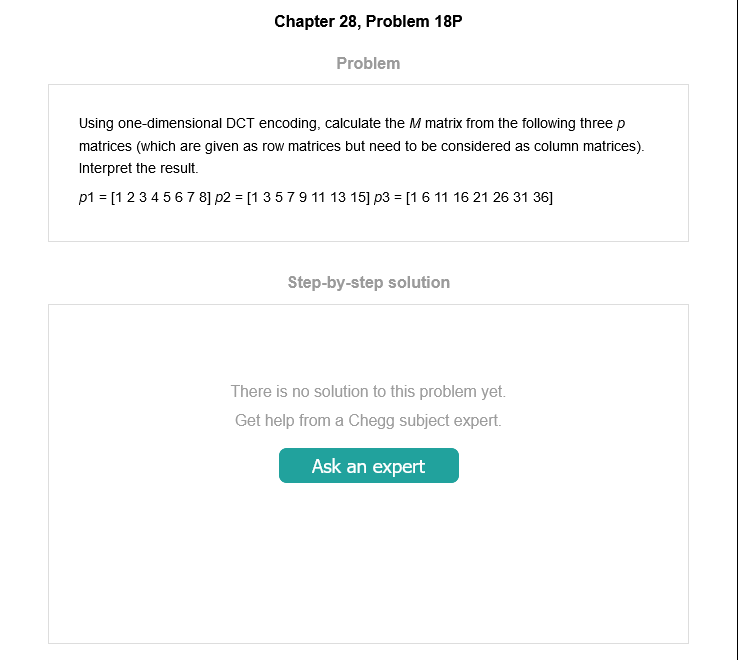 Chapter 28, Problem 18P
Problem
Using one-dimensional DCT encoding, calculate the M matrix from the following three p
matrices (which are given as row matrices but need to be considered as column matrices).
Interpret the result.
p1 = [1 2 3 4 5 6 7 8] p2 = [1 3 5 7 9 11 13 15] p3 = [1 6 11 16 21 26 31 36]
Step-by-step solution
There is no solution to this problem yet.
Get help from a Chegg subject expert.
Ask an expert